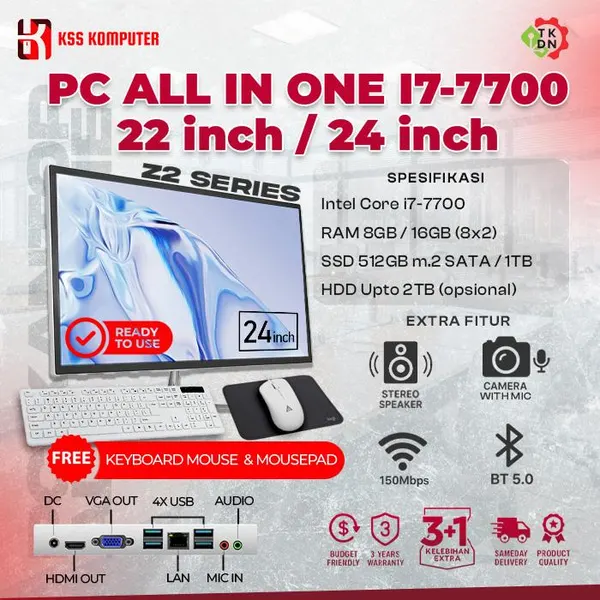 KSS KOMPUTER
TK
DN
PC ALL IN ONE I7-7700
22 inch / 24 inch
Z2 SERIES
SPESIFIKASI
Intel Core i7-7700
RAM 8GB / 16GB (8x2)
SSD 512GB m.2 SATA / 1TB
HDD Upto 2TB (opsional)
READY
TO USE
24inch
EXTRA FITUR
STEREO
SPEAKER
CAMERA
WITH MIC
150Mbps
BT 5.0
FREE
KEYBOARD MOUSE & MOUSEPAD
DC
VGA OUT
4X USB
AUDIO
HDMI OUT
LAN
MIC IN
$
BUDGET
FRIENDLY
3
3 YEARS
WARRANTY
3+1
KELEBIHAN
EXTRA
SAMEDAY
DELIVERY
PRODUCT
QUALITY